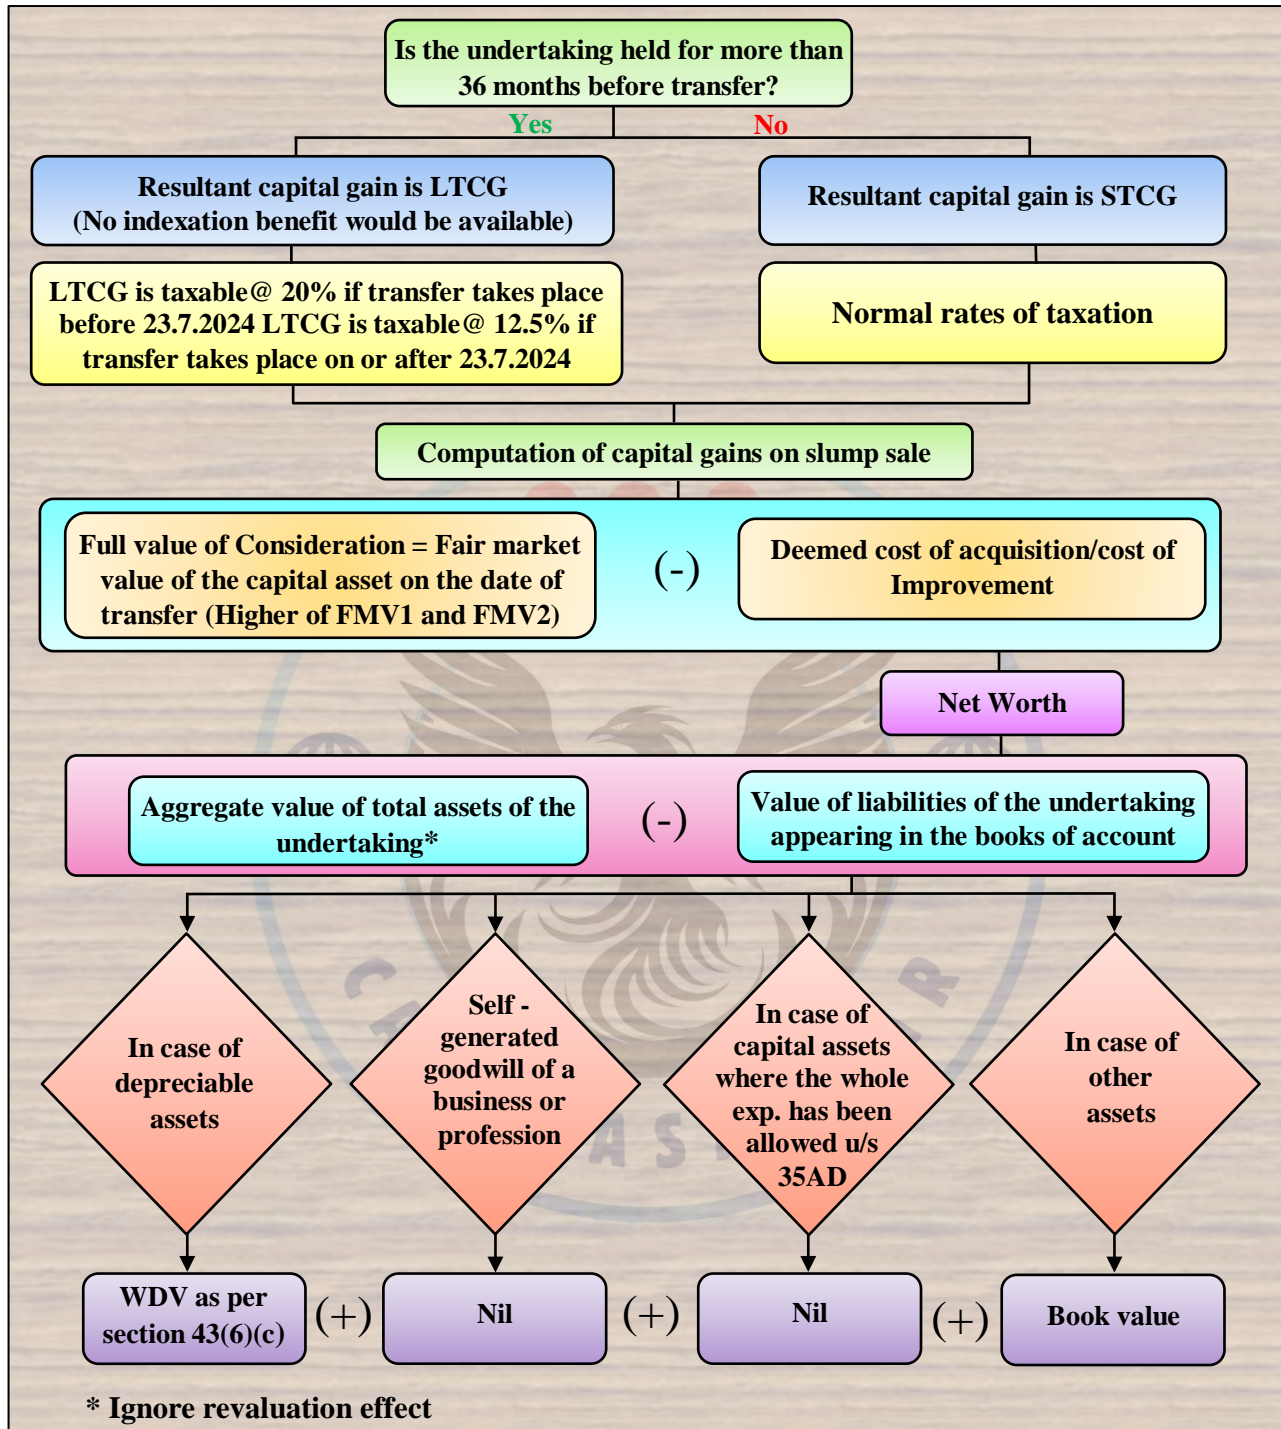 Is the undertaking held for more than
36 months before transfer?
Yes
No
Resultant capital gain is LTCG
(No indexation benefit would be available)
Resultant capital gain is STCG
LTCG is taxable@ 20% if transfer takes place
before 23.7.2024 LTCG is taxable@ 12.5% if
transfer takes place on or after 23.7.2024
Normal rates of taxation
Computation of capital gains on slump sale
Full value of Consideration = Fair market
value of the capital asset on the date of
transfer (Higher of FMV1 and FMV2)
(-)
Deemed cost of acquisition/cost of
Improvement
Net Worth
Aggregate value of total assets of the
undertaking*
(-)
Value of liabilities of the undertaking
appearing in the books of account
In case of
depreciable
assets
Self -
generated
goodwill of a
business or
profession
In case of
capital assets
where the whole
exp. has been
allowed u/s
35AD
In case of
other
assets
WDV as per
section 43(6)(c)
(+)
Nil
(+)
Nil
(+)
Book value
* Ignore revaluation effect